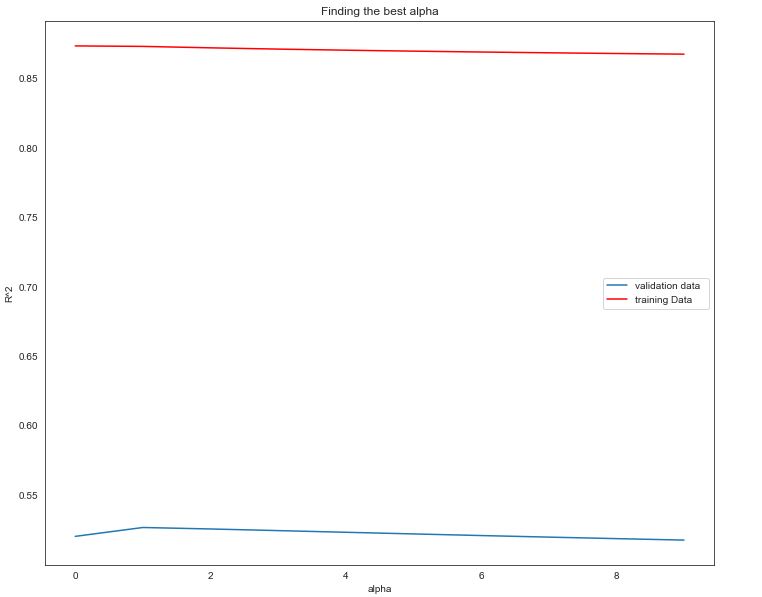 Finding the best alpha
0.85
0.80
0.75
0.70
0.65
0.60
0.55
R^2
validation data
training Data
0 2 4 6 8
alpha